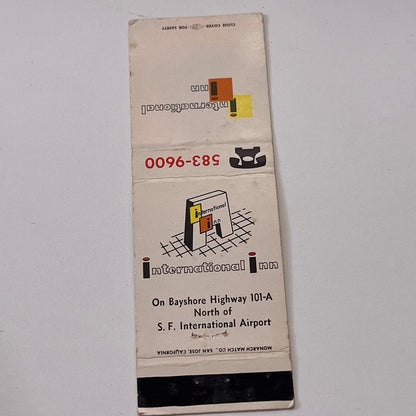 CLOSE COVER FOR SAFETY
international
inn
583-9600
international
inn
international inn
On Bayshore Highway 101-A
North of
S. F. International Airport
MONARCH MATCH CO., SAN JOSE, CALIFORNIA